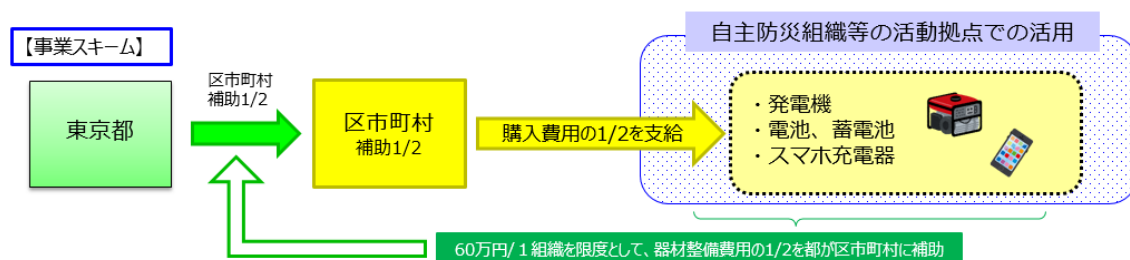 【事業スキーム】
東京都
区市町村
補助1/2
区市町村
補助1/2
購入費用の1/2を支給
自主防災組織等の活動拠点での活用
・発電機
・電池、蓄電池
・スマホ充電器
60万円/１組織を限度として、器材整備費用の1/2を都が区市町村に補助